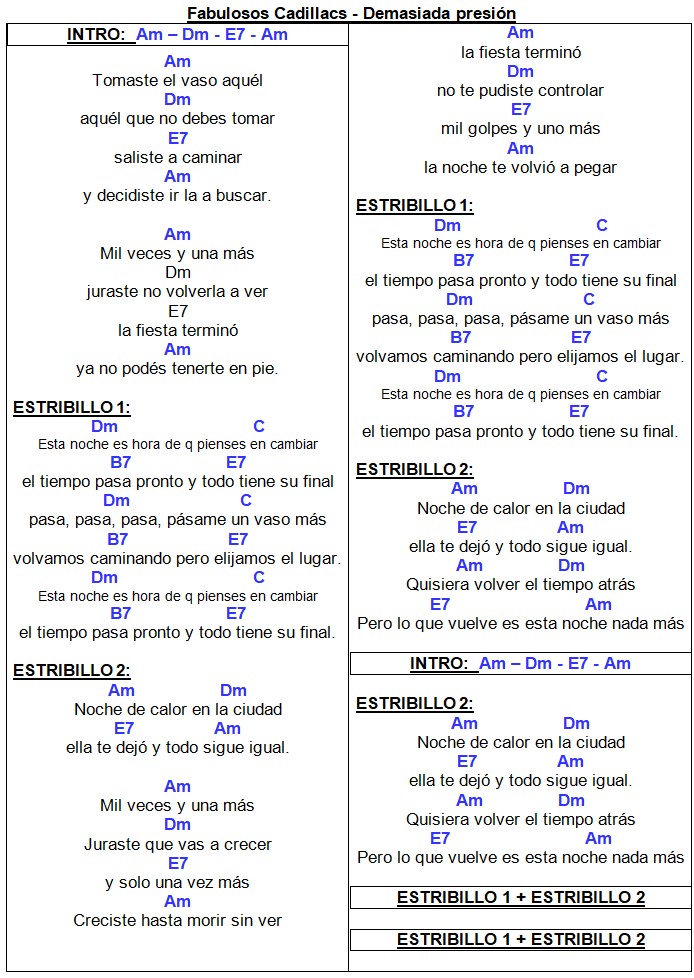 Fabulosos Cadillacs - Demasiada presión
INTRO: Am – Dm - E7 - Am
Am
Tomaste el vaso aquél
Dm
aquél que no debes tomar
E7
saliste a caminar
Am
y decidiste ir la a buscar.
Am
Mil veces y una más
Dm
juraste no volverla a ver
E7
la fiesta terminó
Am
ya no podés tenerte en pie.
ESTRIBILLO 1:
Dm C
Esta noche es hora de q pienses en cambiar
B7 E7
el tiempo pasa pronto y todo tiene su final
Dm C
pasa, pasa, pasa, pásame un vaso más
B7 E7
volvamos caminando pero elijamos el lugar.
Dm C
Esta noche es hora de q pienses en cambiar
B7 E7
el tiempo pasa pronto y todo tiene su final.
ESTRIBILLO 2:
Am Dm
Noche de calor en la ciudad
E7 Am
ella te dejó y todo sigue igual.
Am
Mil veces y una más
Dm
Juraste que vas a crecer
E7
y solo una vez más
Am
Creciste hasta morir sin ver
Am
la fiesta terminó
Dm
no te pudiste controlar
E7
mil golpes y uno más
Am
la noche te volvió a pegar
ESTRIBILLO 1:
Dm C
Esta noche es hora de q pienses en cambiar
B7 E7
el tiempo pasa pronto y todo tiene su final
Dm C
pasa, pasa, pasa, pásame un vaso más
B7 E7
volvamos caminando pero elijamos el lugar.
Dm C
Esta noche es hora de q pienses en cambiar
B7 E7
el tiempo pasa pronto y todo tiene su final.
ESTRIBILLO 2:
Am Dm
Noche de calor en la ciudad
E7 Am
ella te dejó y todo sigue igual.
Am Dm
Quisiera volver el tiempo atrás
E7 Am
Pero lo que vuelve es esta noche nada más
INTRO: Am – Dm - E7 - Am
ESTRIBILLO 2:
Am Dm
Noche de calor en la ciudad
E7 Am
ella te dejó y todo sigue igual.
Am Dm
Quisiera volver el tiempo atrás
E7 Am
Pero lo que vuelve es esta noche nada más
ESTRIBILLO 1 + ESTRIBILLO 2
ESTRIBILLO 1 + ESTRIBILLO 2